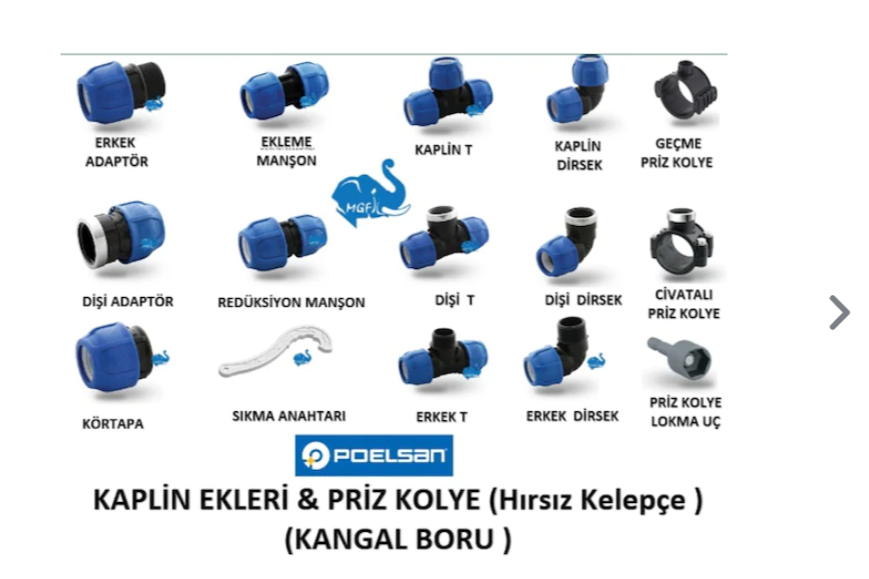 ERKEK
ADAPTÖR
EKLEME
MANŞON
KAPLİN T
KAPLİN
DİRSEK
GEÇME
PRİZ KOLYE
MGF
DİŞİ ADAPTÖR
REDÜKSİYON MANŞON
DİŞİ T
DİŞİ DİRSEK
CİVATALI
PRİZ KOLYE
KÖRTAPA
SIKMA ANAHTARI
ERKEK T
ERKEK DİRSEK
PRİZ KOLYE
LOKMA UÇ
POELSAN
KAPLİN EKLERİ & PRİZ KOLYE (Hırsız Kelepçe )
(KANGAL BORU )